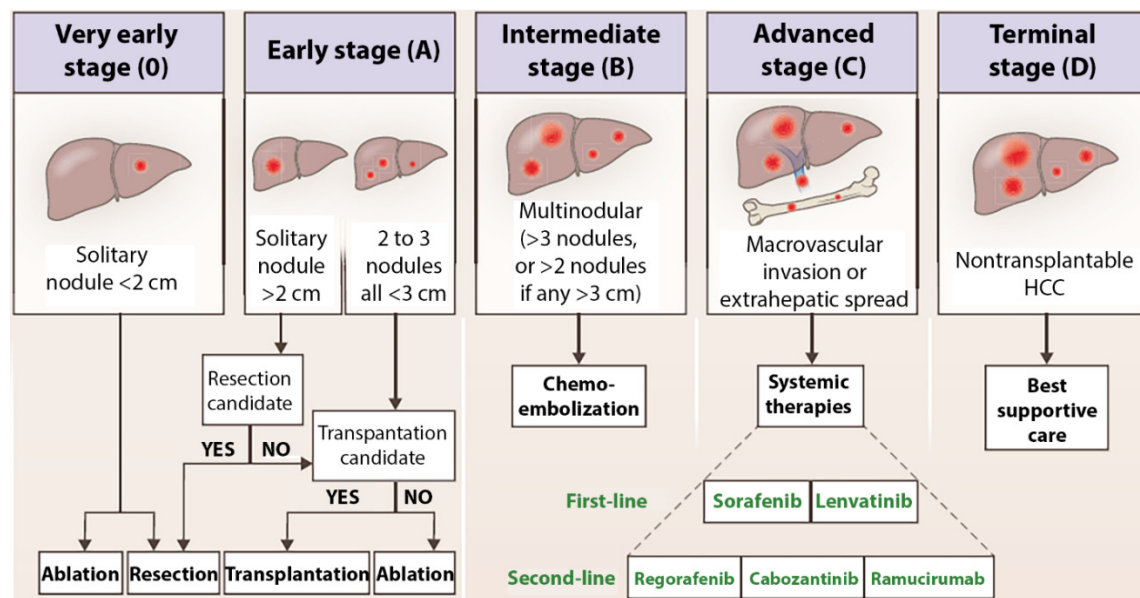 Very early
stage (0)
Early stage (A)
Intermediate
stage (B)
Advanced
stage (C)
Terminal
stage (D)
Solitary
nodule <2 cm
Solitary
nodule
>2 cm
2 to 3
nodules
all <3 cm
Multinodular
(>3 nodules,
or >2 nodules
if any >3 cm)
Macrovascular
invasion or
extrahepatic spread
Nontransplantable
HCC
Resection
candidate
YES NO
Transpantation
candidate
YES NO
Chemo-
embolization
Systemic
therapies
Best
supportive
care
First-line
Sorafenib
Lenvatinib
Ablation
Resection
Transplantation
Ablation
Second-line
Regorafenib
Cabozantinib
Ramucirumab